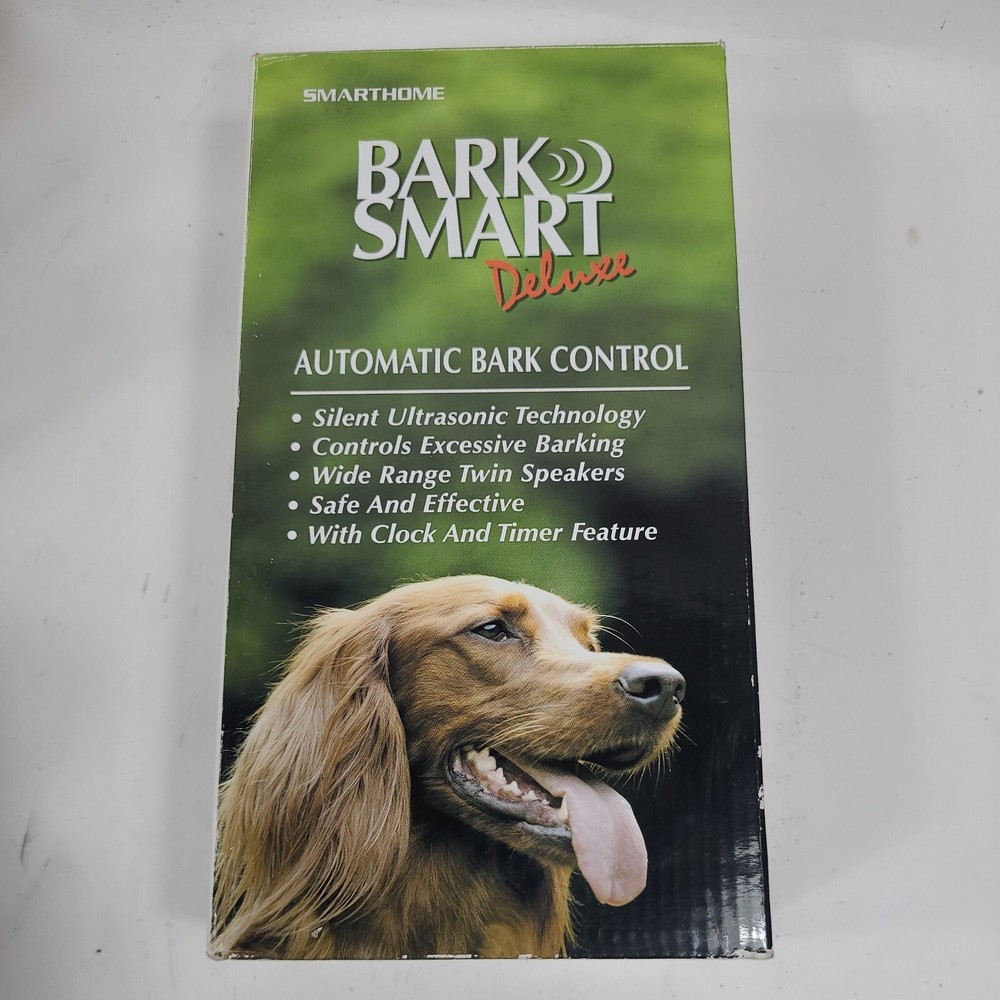 SMARTHOME
BARK
SMART
Deluxe
AUTOMATIC BARK CONTROL
• Silent Ultrasonic Technology
• Controls Excessive Barking
• Wide Range Twin Speakers
• Safe And Effective
• With Clock And Timer Feature